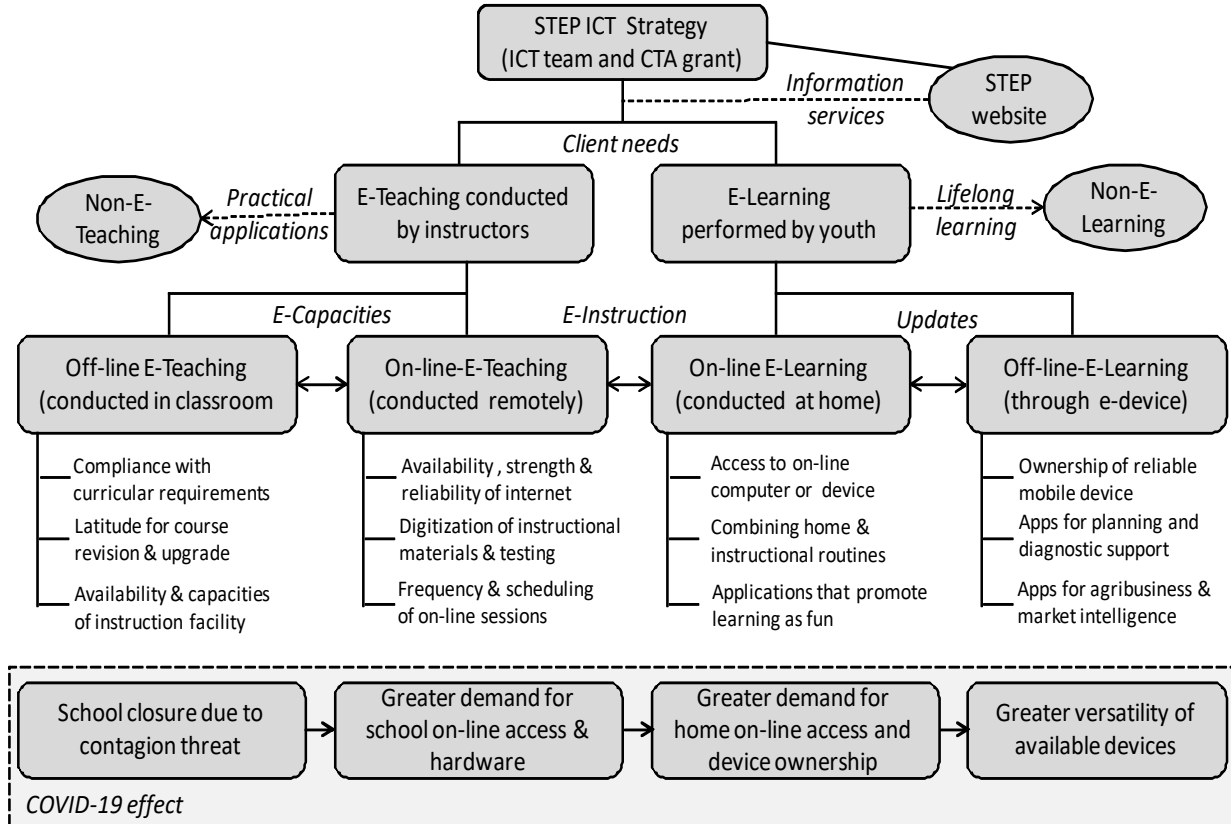 STEP ICT Strategy
(ICT team and CTA grant)
Information
services
STEP
website
Client needs
Non-E-
Teaching
Practical
applications
E-Teaching conducted
by instructors
E-Learning
performed by youth
Lifelong
learning
Non-E-
Learning
E-Capacities
E-Instruction
Updates
Off-line E-Teaching
(conducted in classroom
On-line-E-Teaching
(conducted remotely)
On-line E-Learning
(conducted at home)
Off-line-E-Learning
(through e-device)
Compliance with
curricular requirements
Latitude for course
revision & upgrade
Availability & capacities
of instruction facility
Availability , strength &
reliability of internet
Digitization of instructional
materials & testing
Frequency & scheduling
of on-line sessions
Access to on-line
computer or device
Combining home &
instructional routines
Applications that promote
learning as fun
Ownership of reliable
mobile device
Apps for planning and
diagnostic support
Apps for agribusiness &
market intelligence
School closure due to
contagion threat
Greater demand for
school on-line access &
hardware
Greater demand for
home on-line access and
device ownership
Greater versatility of
available devices
COVID-19 effect